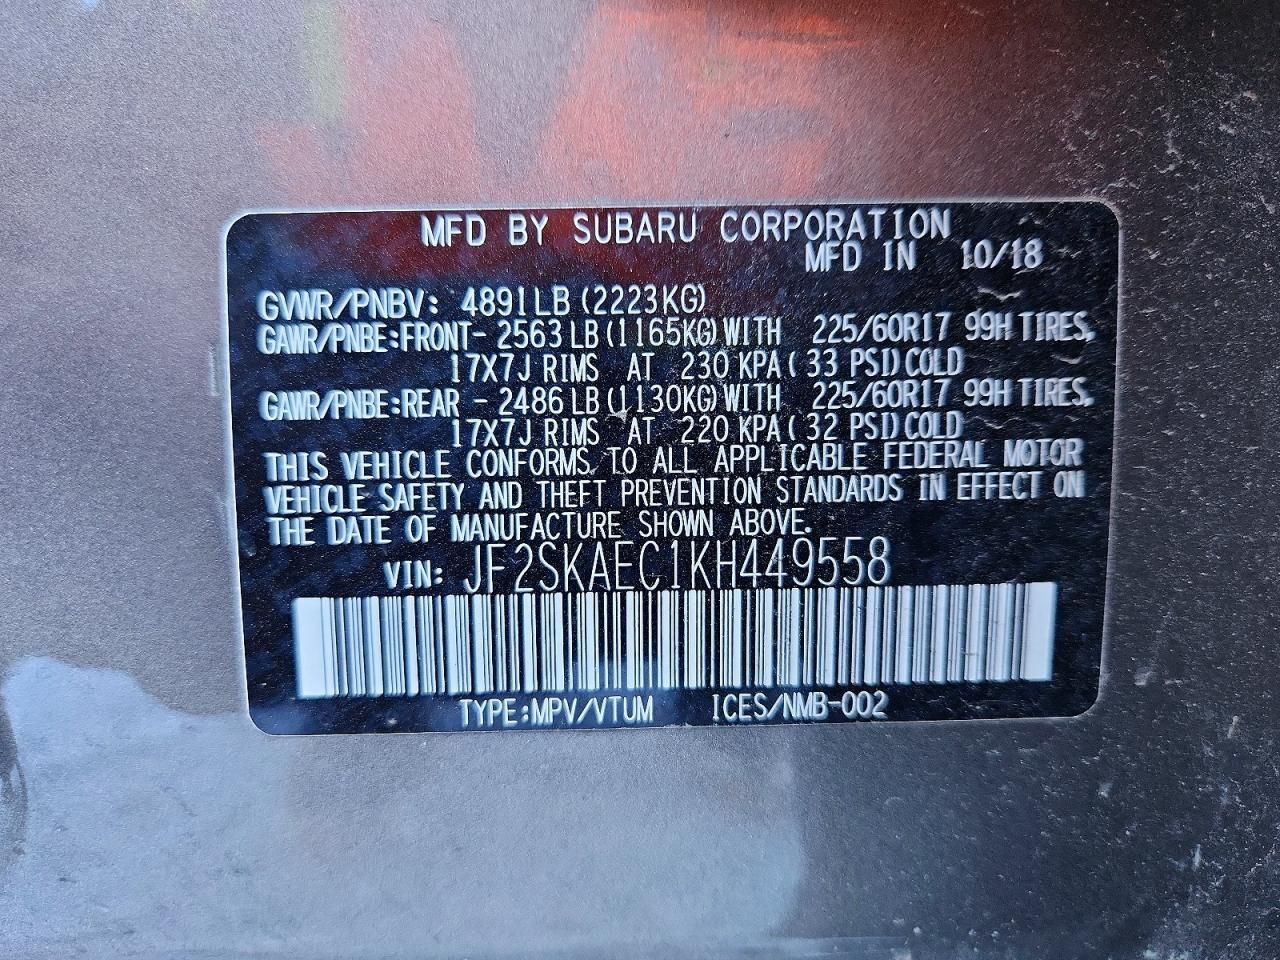 MFD BY SUBARU CORPORATION
MFD IN 10/18
GVWR/PNBV: 4891LB (2223KG)
GAWR/PNBE:FRONT- 2563 LB (1165KG) WITH 225/60R17 99H TIRES,
17X7J RIMS AT 230 KPA ( 33 PSI) COLD
GAWR/PNBE:REAR - 2486 LB (1130KG) WITH 225/60R17 99H TIRES,
17X7J RIMS AT 220 KPA ( 32 PSI) COLD
THIS VEHICLE CONFORMS TO ALL APPLICABLE FEDERAL MOTOR
VEHICLE SAFETY AND THEFT PREVENTION STANDARDS IN EFFECT ON
THE DATE OF MANUFACTURE SHOWN ABOVE.
VIN: JF2SKAEC1KH449558
TYPE:MPV/VTUM ICES/NMB-002